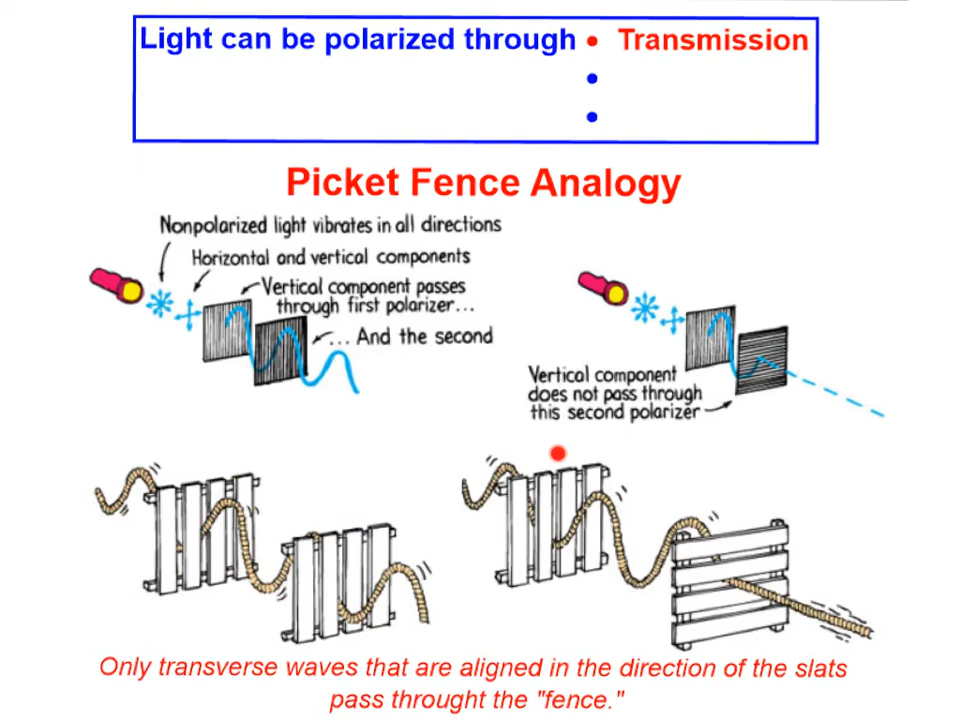 Light can be polarized through • Transmission
•
•
Picket Fence Analogy
Nonpolarized light vibrates in all directions
Horizontal and vertical components
Vertical component passes
through first polarizer...
... And the second
Vertical component
does not pass through
this second polarizer
Only transverse waves that are aligned in the direction of the slats
pass throught the "fence."